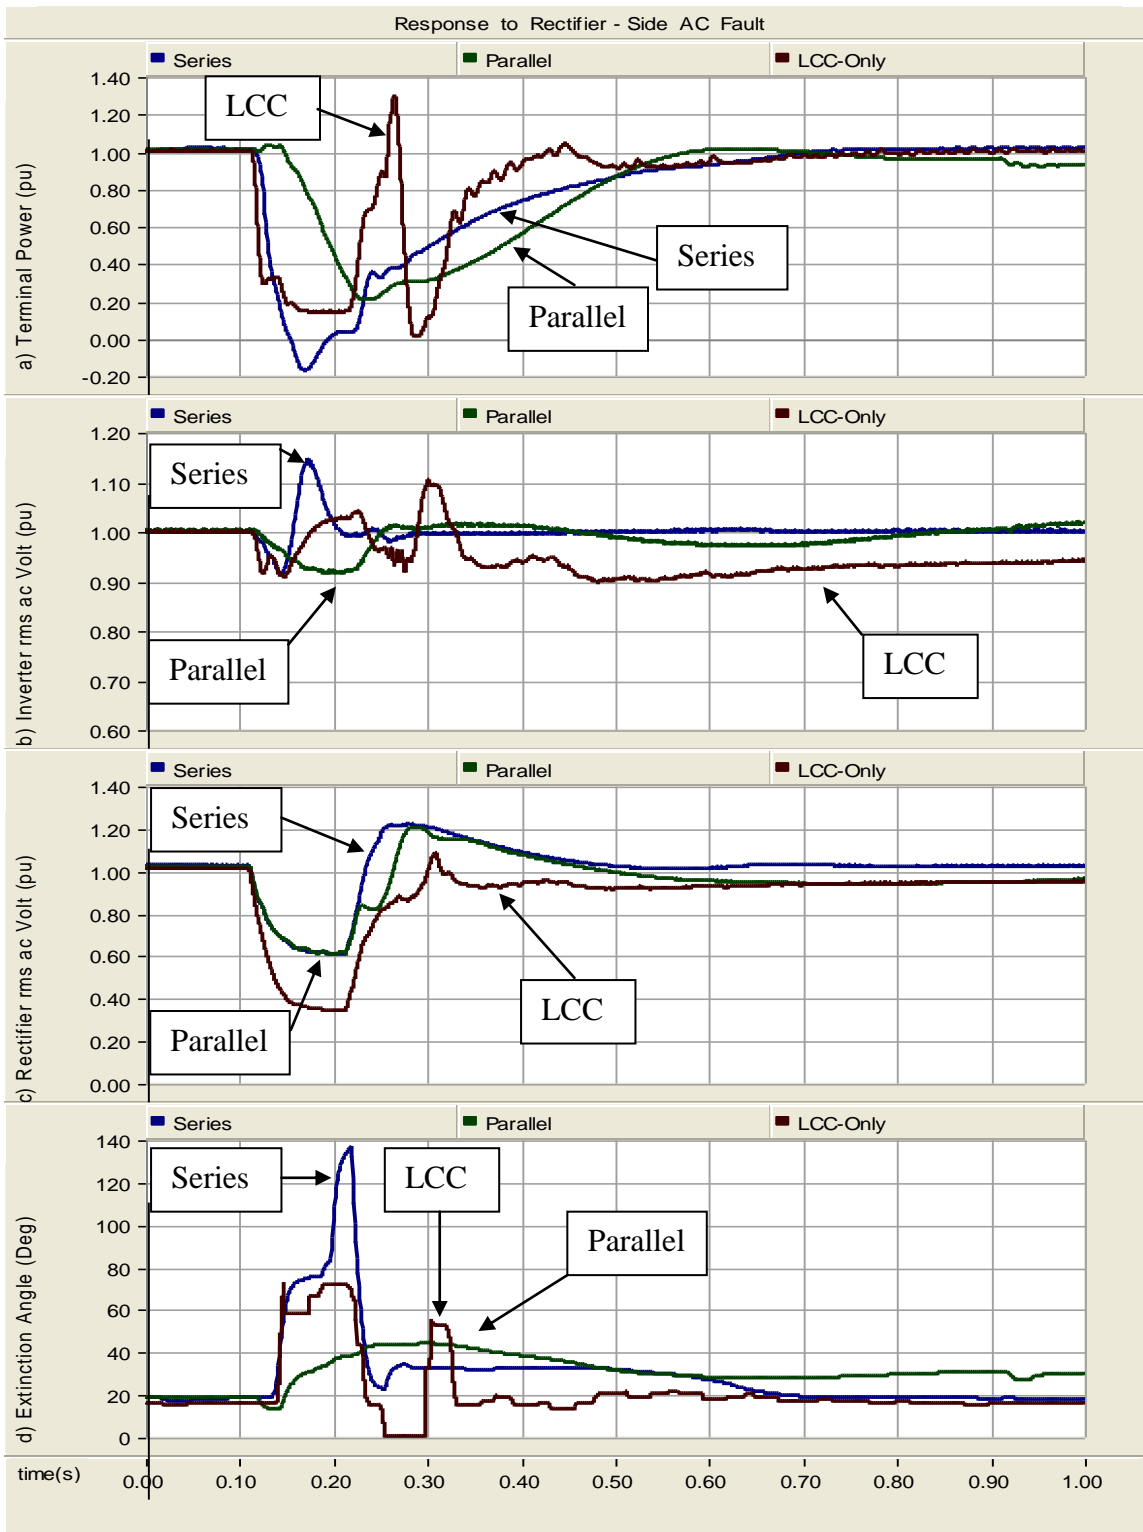 Response to Rectifier - Side AC Fault
Series Parallel LCC-Only
a) Terminal Power (pu)
1.40
1.20
1.00
0.80
0.60
0.40
0.20
0.00
-0.20
LCC
Series
Parallel
Series Parallel LCC-Only
b) Inverter rms ac Volt (pu)
1.20
1.10
1.00
0.90
0.80
0.70
0.60
Series
Parallel
LCC
Series Parallel LCC-Only
c) Rectifier rms ac Volt (pu)
1.40
1.20
1.00
0.80
0.60
0.40
0.20
0.00
Series
LCC
Parallel
Series Parallel LCC-Only
d) Extinction Angle (Deg)
140
120
100
80
60
40
20
0
Series
LCC
Parallel
time(s) 0.00 0.10 0.20 0.30 0.40 0.50 0.60 0.70 0.80 0.90 1.00